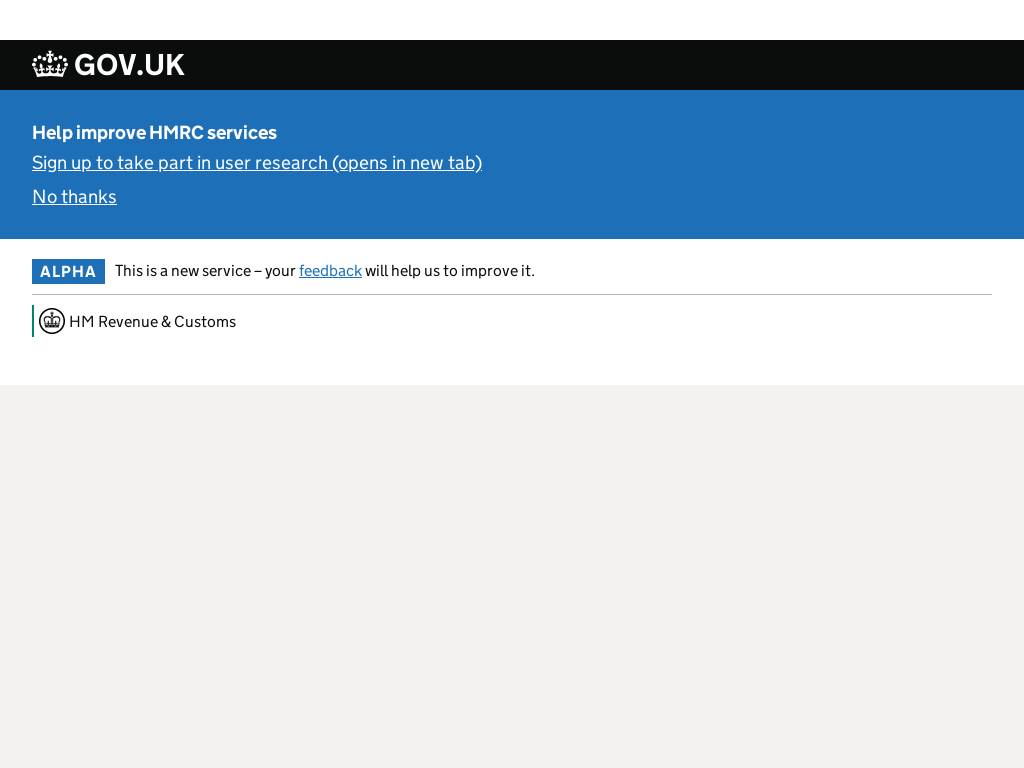 GOV.UK
Help improve HMRC services
Sign up to take part in user research (opens in new tab)
No thanks
ALPHA This is a new service – your feedback will help us to improve it.
HM Revenue & Customs